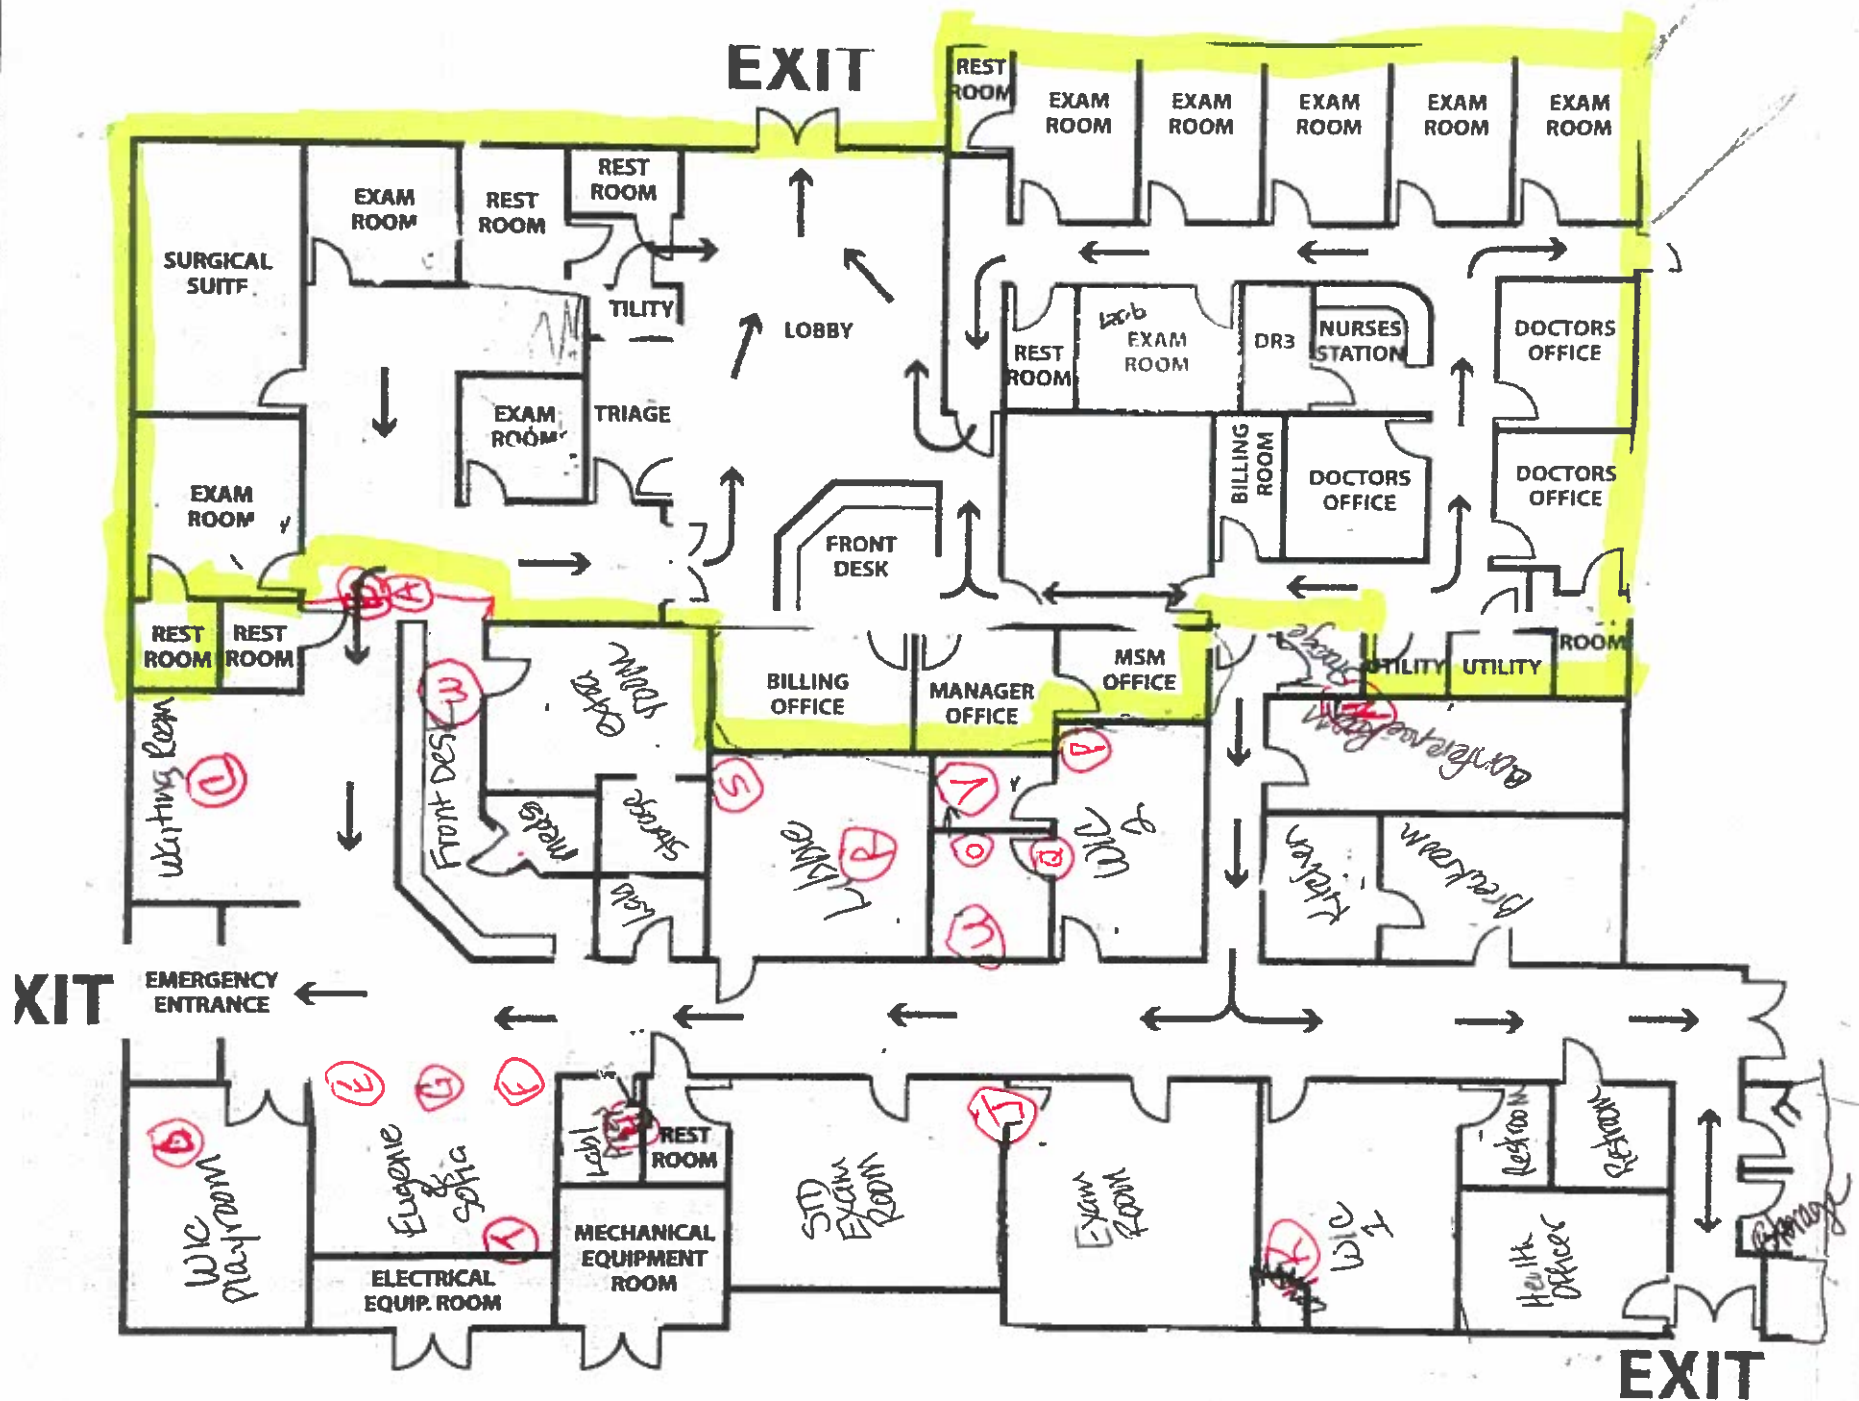 EXIT
REST
ROOM
EXAM
ROOM
EXAM
ROOM
EXAM
ROOM
EXAM
ROOM
EXAM
ROOM
SURGICAL
SUITF
EXAM
ROOM
REST
ROOM
REST
ROOM
TILITY
LOBBY
REST
ROOM
EXAM
ROOM
DR3
NURSES
STATION
DOCTORS
OFFICE
EXAM
ROOM
TRIAGE
BILLING
ROOM
DOCTORS
OFFICE
DOCTORS
OFFICE
EXAM
ROOM
FRONT
DESK
A
REST
ROOM
REST
ROOM
BILLING
OFFICE
MANAGER
OFFICE
MSM
OFFICE
Storage
UTILITY
UTILITY
ROOM
Waiting Room
Front Desk
extra
room
meds
Storage
Lab
S
WIC
2
Q
O
Kitchen
Breakroom
XIT
EMERGENCY
ENTRANCE
E
G
F
D
WIC
playroom
Eugene
&
Sofia
Lab
REST
ROOM
ELECTRICAL
EQUIP. ROOM
MECHANICAL
EQUIPMENT
ROOM
STD
Exam
Room
J
Exam
Room
K
WIC
1
Restroom
Restroom
Health
Officer
Storage
EXIT